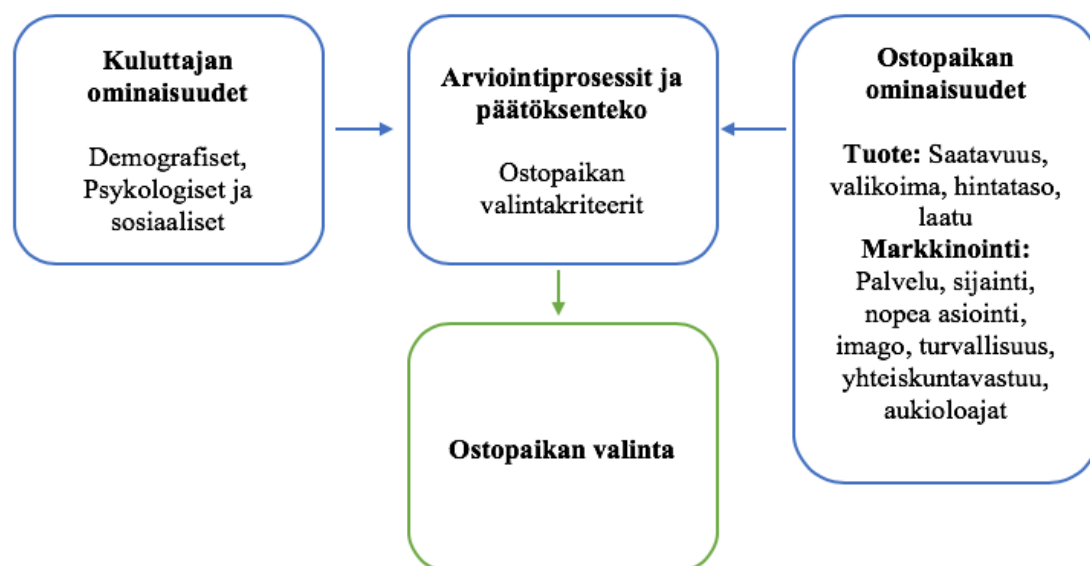 Kuluttajan
ominaisuudet
Demografiset,
Psykologiset ja
sosiaaliset
Arviointiprosessit ja
päätöksenteko
Ostopaikan
valintakriteerit
Ostopaikan
ominaisuudet
Tuote: Saatavuus,
valikoima, hintataso,
laatu
Markkinointi:
Palvelu, sijainti,
nopea asiointi,
imago, turvallisuus,
yhteiskuntavastuu,
aukioloajat
Ostopaikan valinta